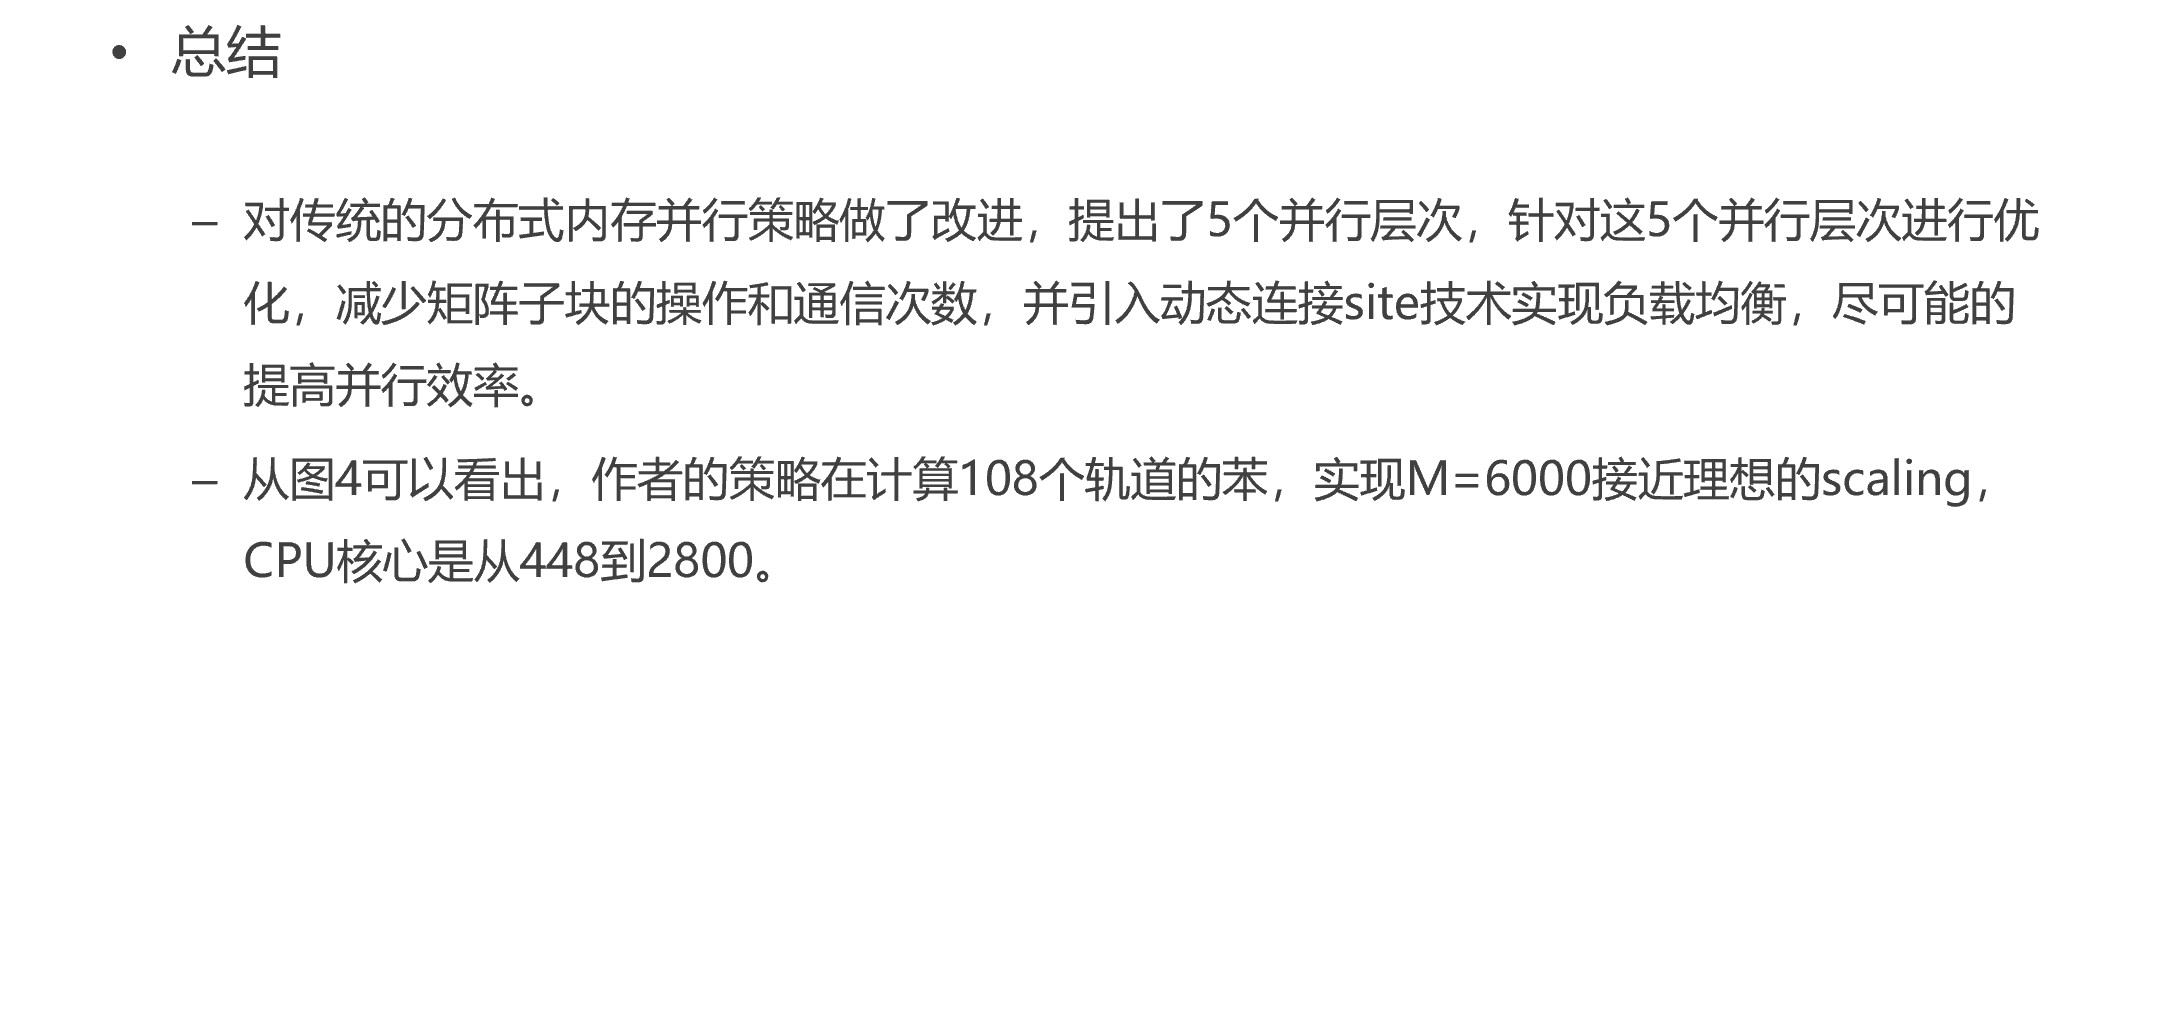 • 总结
– 对传统的分布式内存并行策略做了改进，提出了5个并行层次，针对这5个并行层次进行优
化，减少矩阵子块的操作和通信次数，并引入动态连接site技术实现负载均衡，尽可能的
提高并行效率。
– 从图4可以看出，作者的策略在计算108个轨道的苯，实现M=6000接近理想的scaling，
CPU核心是从448到2800。